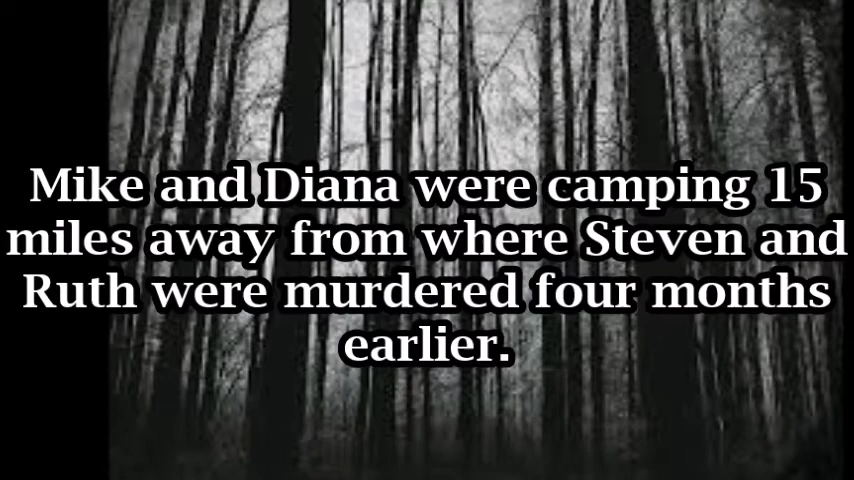 Mike and Diana were camping 15
miles away from where Steven and
Ruth were murdered four months
earlier.